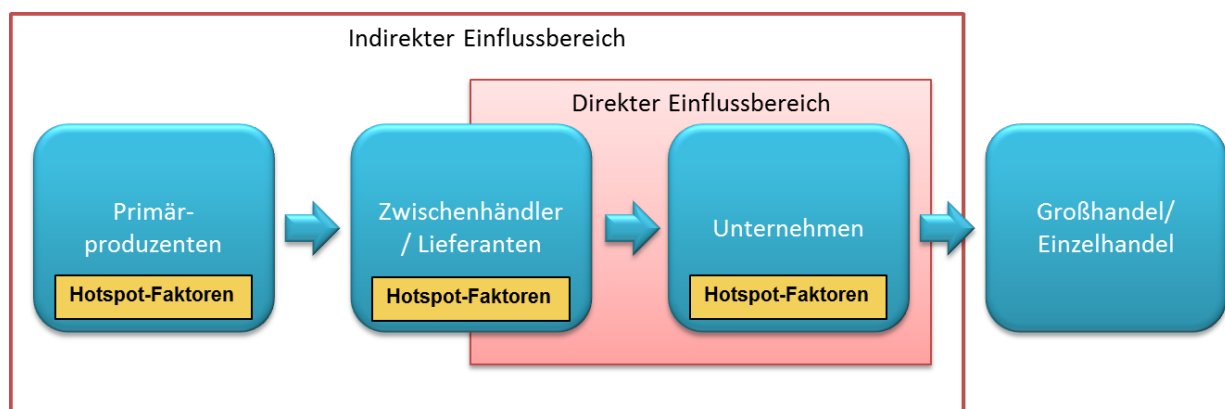 Indirekter Einflussbereich
Direkter Einflussbereich
Primär-
produzenten
Hotspot-Faktoren
Zwischenhändler
/ Lieferanten
Hotspot-Faktoren
Unternehmen
Hotspot-Faktoren
Großhandel/
Einzelhandel